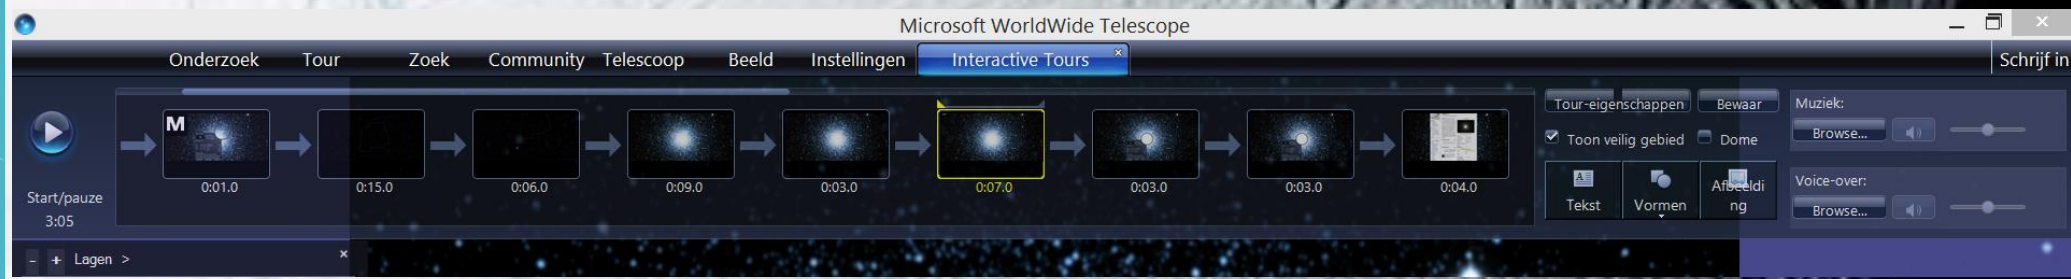 Microsoft WorldWide Telescope
Onderzoek Tour Zoek Community Telescoop Beeld Instellingen Interactive Tours Schrijf in
Start/pauze
3:05
M
0:01.0 0:15.0 0:06.0 0:09.0 0:03.0 0:07.0 0:03.0 0:03.0 0:04.0
Tour-eigenschappen Bewaar
Toon veilig gebied Dome
Tekst Vormen Afbeeldi
ng
Muziek:
Browse...
Voice-over:
Browse...
- + Lagen >